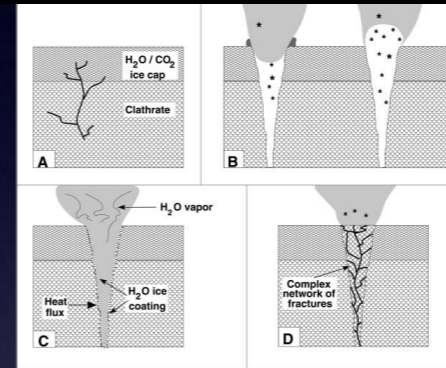 H₂O / CO₂
ice cap
Clathrate
A
B
H₂O vapor
H₂O ice
coating
Heat
flux
C
Complex
network of
fractures
D